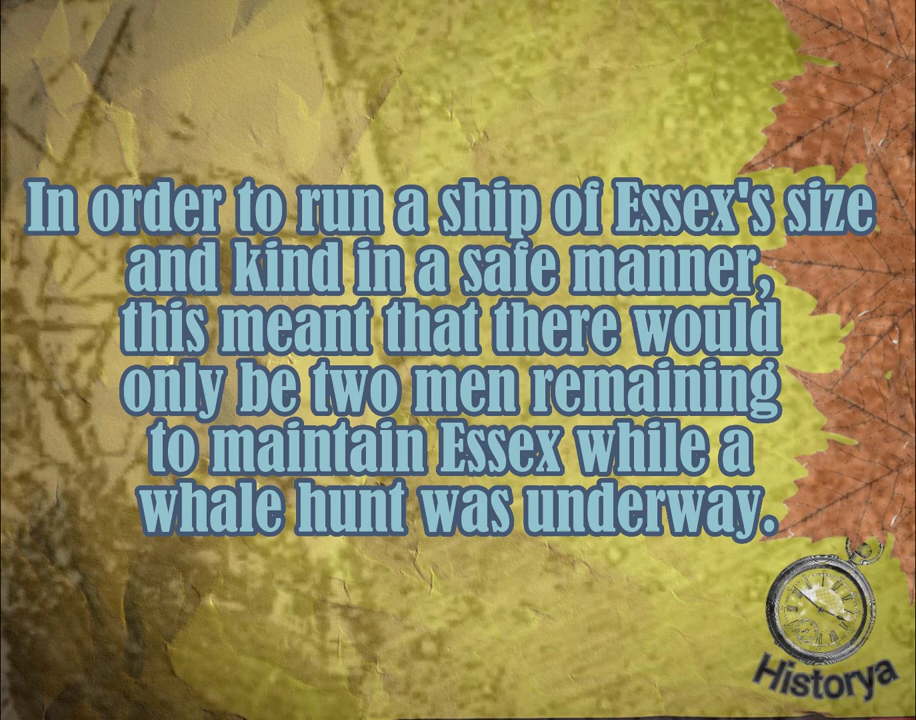 In order to run a ship of Essex's size
and kind in a safe manner,
this meant that there would
only be two men remaining
to maintain Essex while a
whale hunt was underway.
Historya